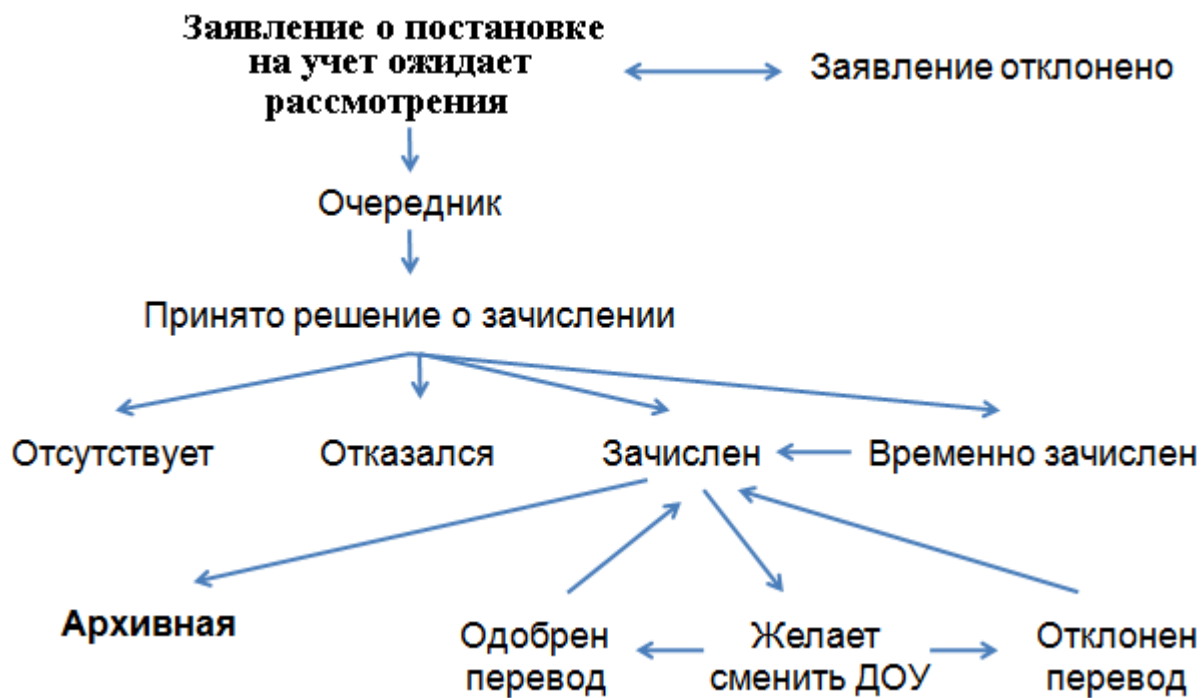 Заявление о постановке
на учет ожидает
рассмотрения
Заявление отклонено
Очередник
Принято решение о зачислении
Отсутствует
Отказался
Зачислен
Временно зачислен
Архивная
Одобрен
перевод
Желает
сменить ДОУ
Отклонен
перевод